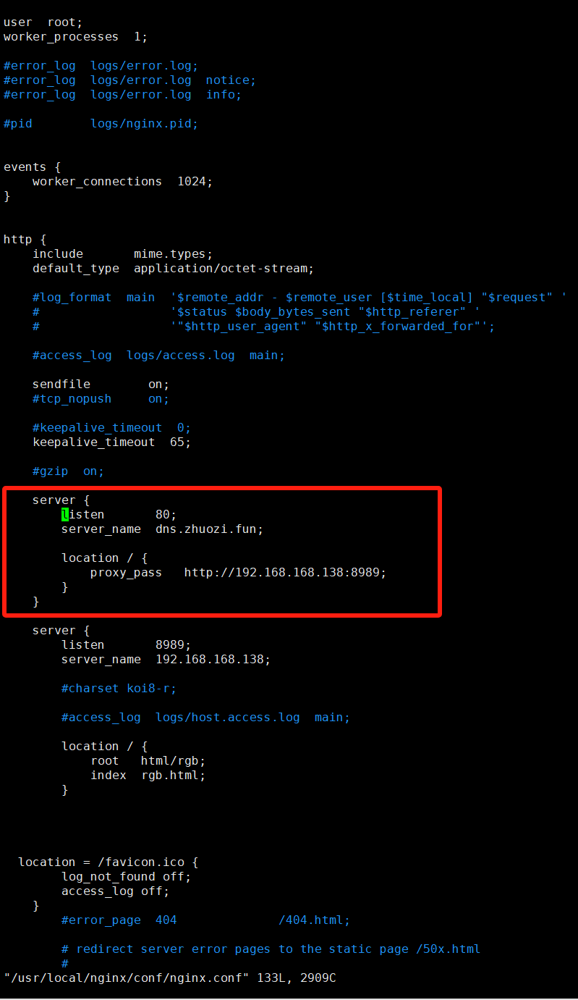 user  root;
worker_processes  1;
#error_log  logs/error.log;
#error_log  logs/error.log  notice;
#error_log  logs/error.log  info;
#pid        logs/nginx.pid;
events {
    worker_connections  1024;
}
http {
    include       mime.types;
    default_type  application/octet-stream;
    #log_format  main  '$remote_addr - $remote_user [$time_local] "$request" '
    #                  '$status $body_bytes_sent "$http_referer" '
    #                  '"$http_user_agent" "$http_x_forwarded_for"';
    #access_log  logs/access.log  main;
    sendfile        on;
    #tcp_nopush     on;
    #keepalive_timeout  0;
    keepalive_timeout  65;
    #gzip  on;
    server {
        listen       80;
        server_name  dns.zhuozi.fun;
        location / {
            proxy_pass   http://192.168.168.138:8989;
        }
    }
    server {
        listen       8989;
        server_name  192.168.168.138;
        #charset koi8-r;
        #access_log  logs/host.access.log  main;
        location / {
            root   html/rgb;
            index  rgb.html;
        }
  location = /favicon.ico {
        log_not_found off;
        access_log off;
    }
        #error_page  404              /404.html;
        # redirect server error pages to the static page /50x.html
        #
"/usr/local/nginx/conf/nginx.conf" 133L, 2909C